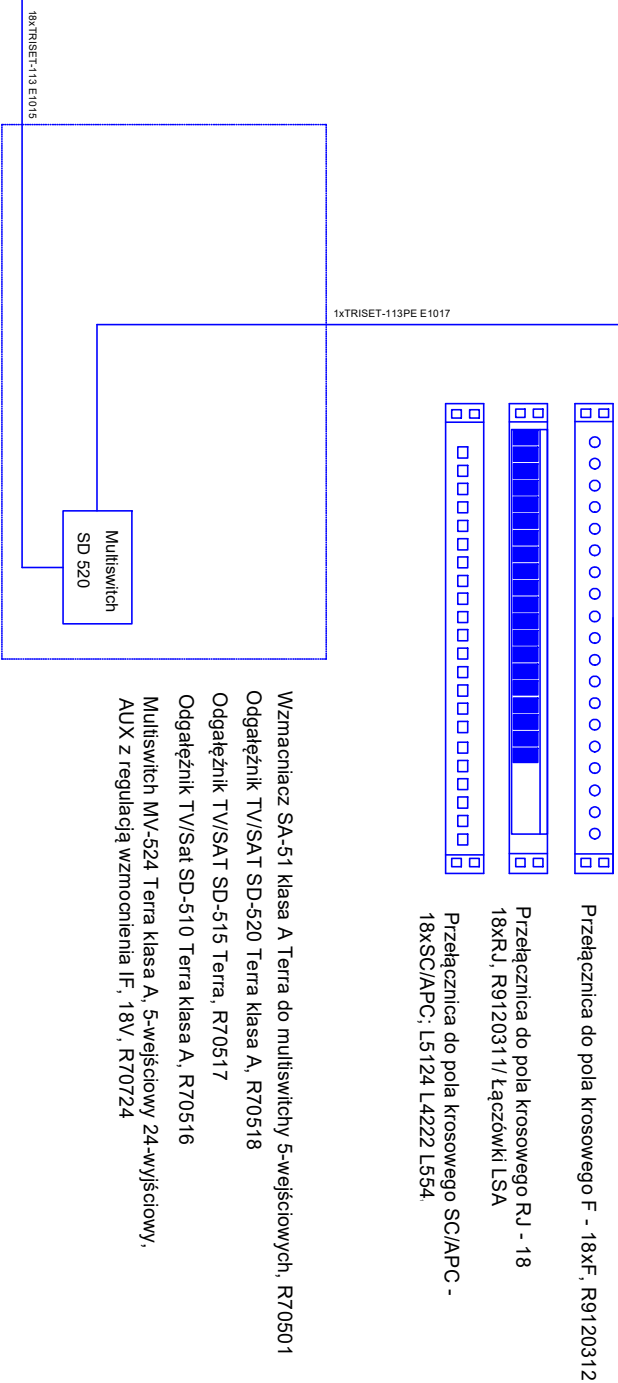 18xTRISET-113 E1015
1xTRISET-113PE E1017
Multiswitch
SD 520
Przełącznica do pola krosowego F - 18xF, R9120312
Przełącznica do pola krosowego RJ - 18
18xRJ, R9120311/ Łączówki LSA
Przełącznica do pola krosowego SC/APC -
18xSC/APC; L5124 L4222 L554.
Wzmacniacz SA-51 klasa A Terra do multiswitchy 5-wejściowych, R70501
Odgałęźnik TV/SAT SD-520 Terra klasa A, R70518
Odgałęźnik TV/SAT SD-515 Terra, R70517
Odgałęźnik TV/Sat SD-510 Terra klasa A, R70516
Multiswitch MV-524 Terra klasa A, 5-wejściowy 24-wyjściowy,
AUX z regulacją wzmocnienia IF, 18V, R70724